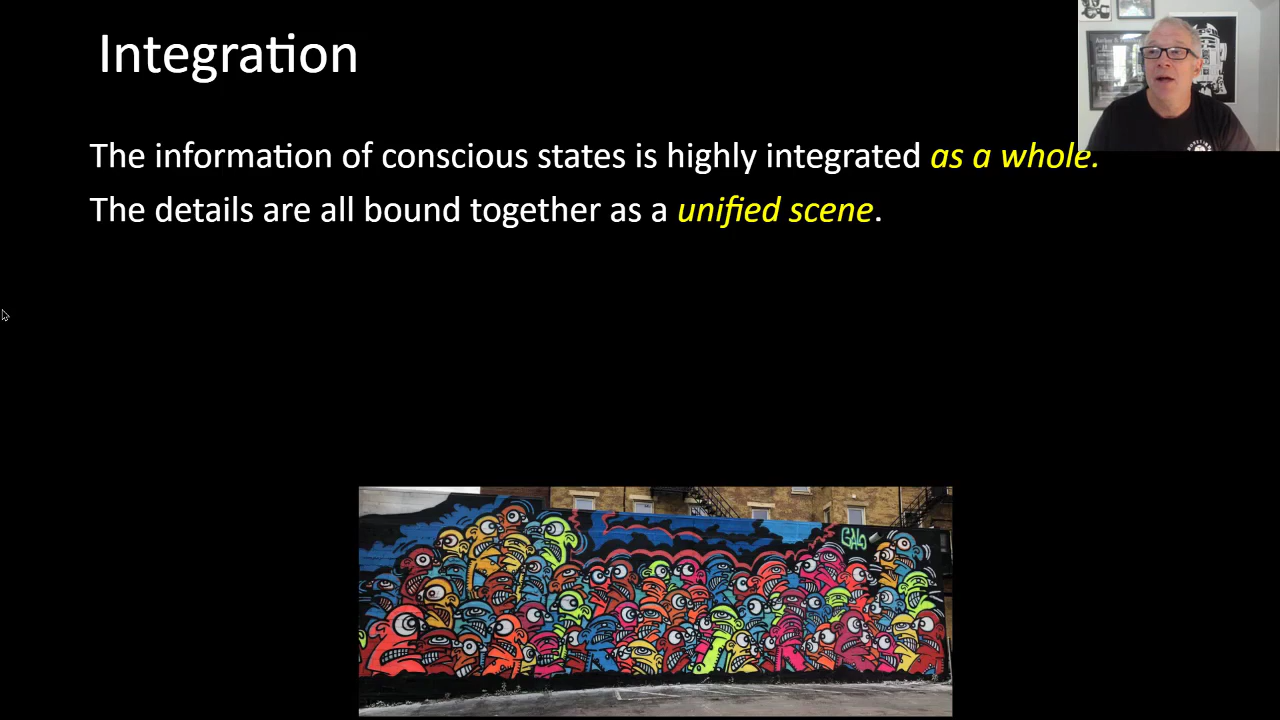 Integration
The information of conscious states is highly integrated as a whole.
The details are all bound together as a unified scene.
GALO